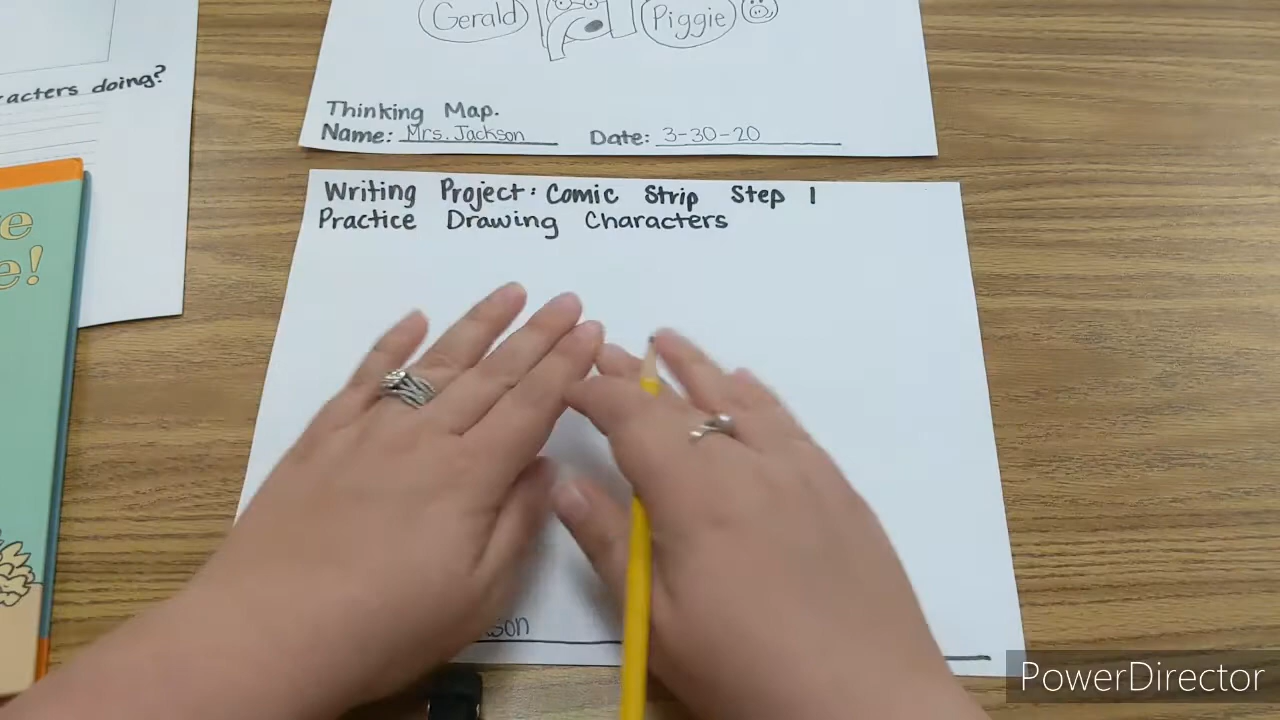 Gerald Piggie
acters doing?
Thinking Map.
Name: Mrs. Jackson Date: 3-30-20
Writing Project: Comic Strip Step 1
Practice Drawing Characters
e
e!
son
PowerDirector